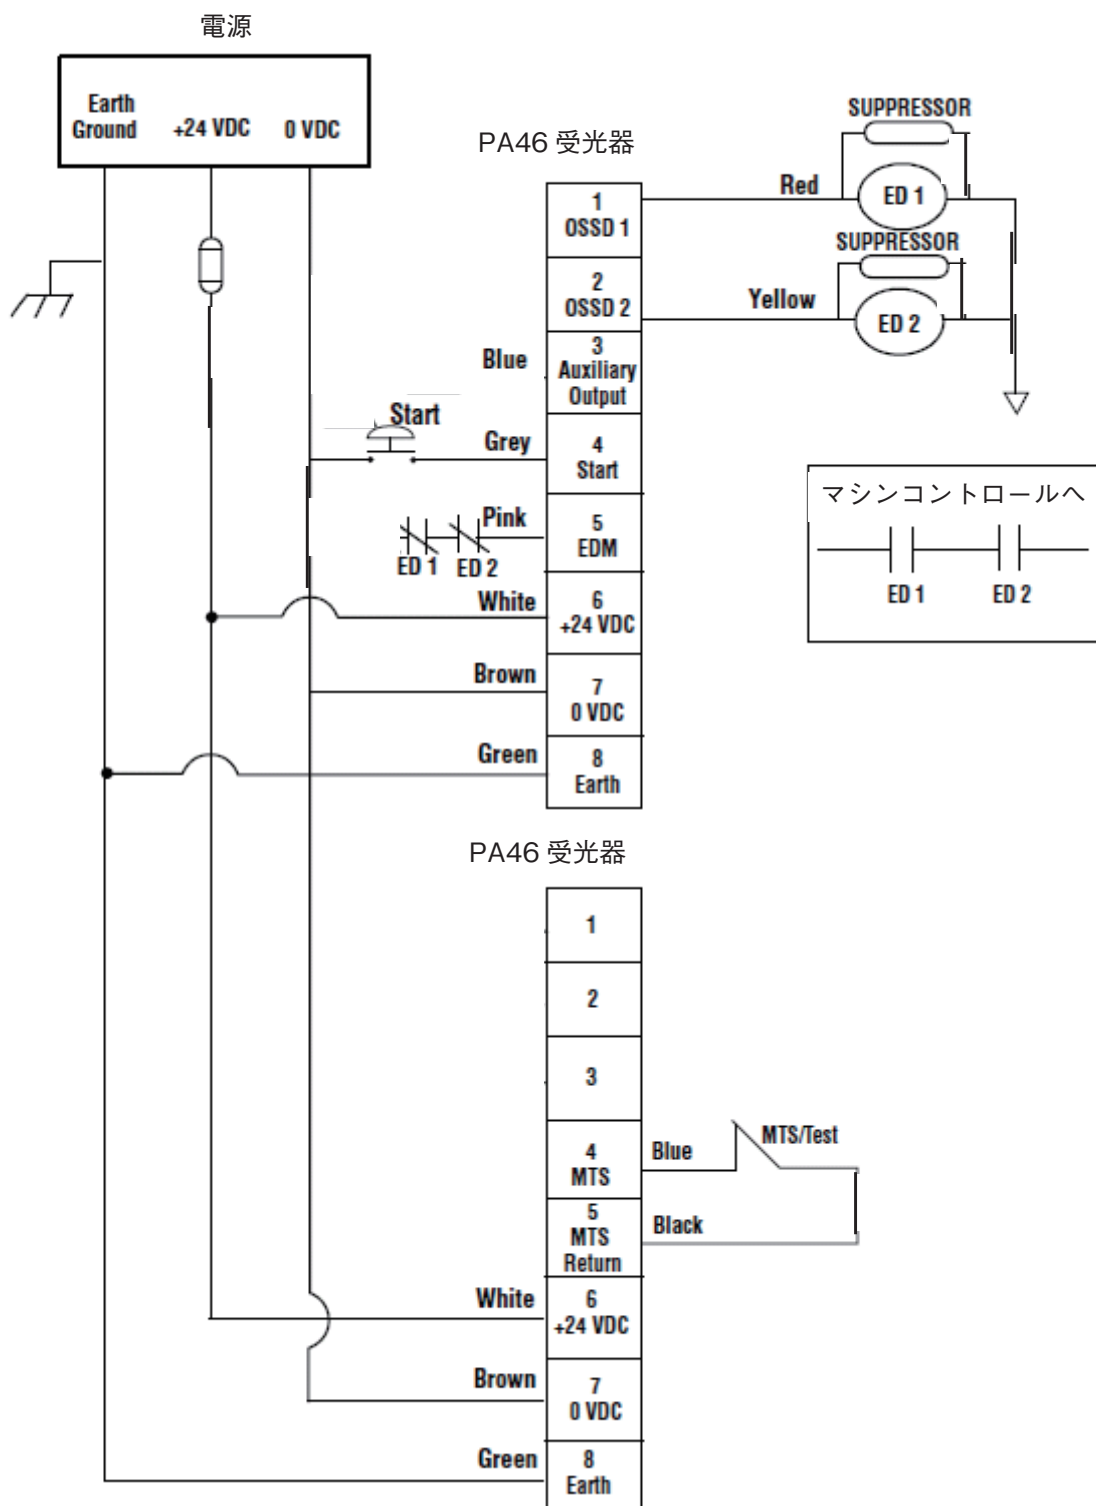 電源
Earth
Ground
+24 VDC
0 VDC
PA46 受光器
1
OSSD 1
2
OSSD 2
3
Auxiliary
Output
4
Start
5
EDM
6
+24 VDC
7
0 VDC
8
Earth
Blue
Start
Grey
Pink
ED 1
ED 2
White
Brown
Green
Red
SUPPRESSOR
ED 1
SUPPRESSOR
Yellow
ED 2
マシンコントロールへ
ED 1
ED 2
PA46 受光器
1
2
3
4
MTS
5
MTS
Return
6
+24 VDC
7
0 VDC
8
Earth
Blue
MTS/Test
Black
White
Brown
Green